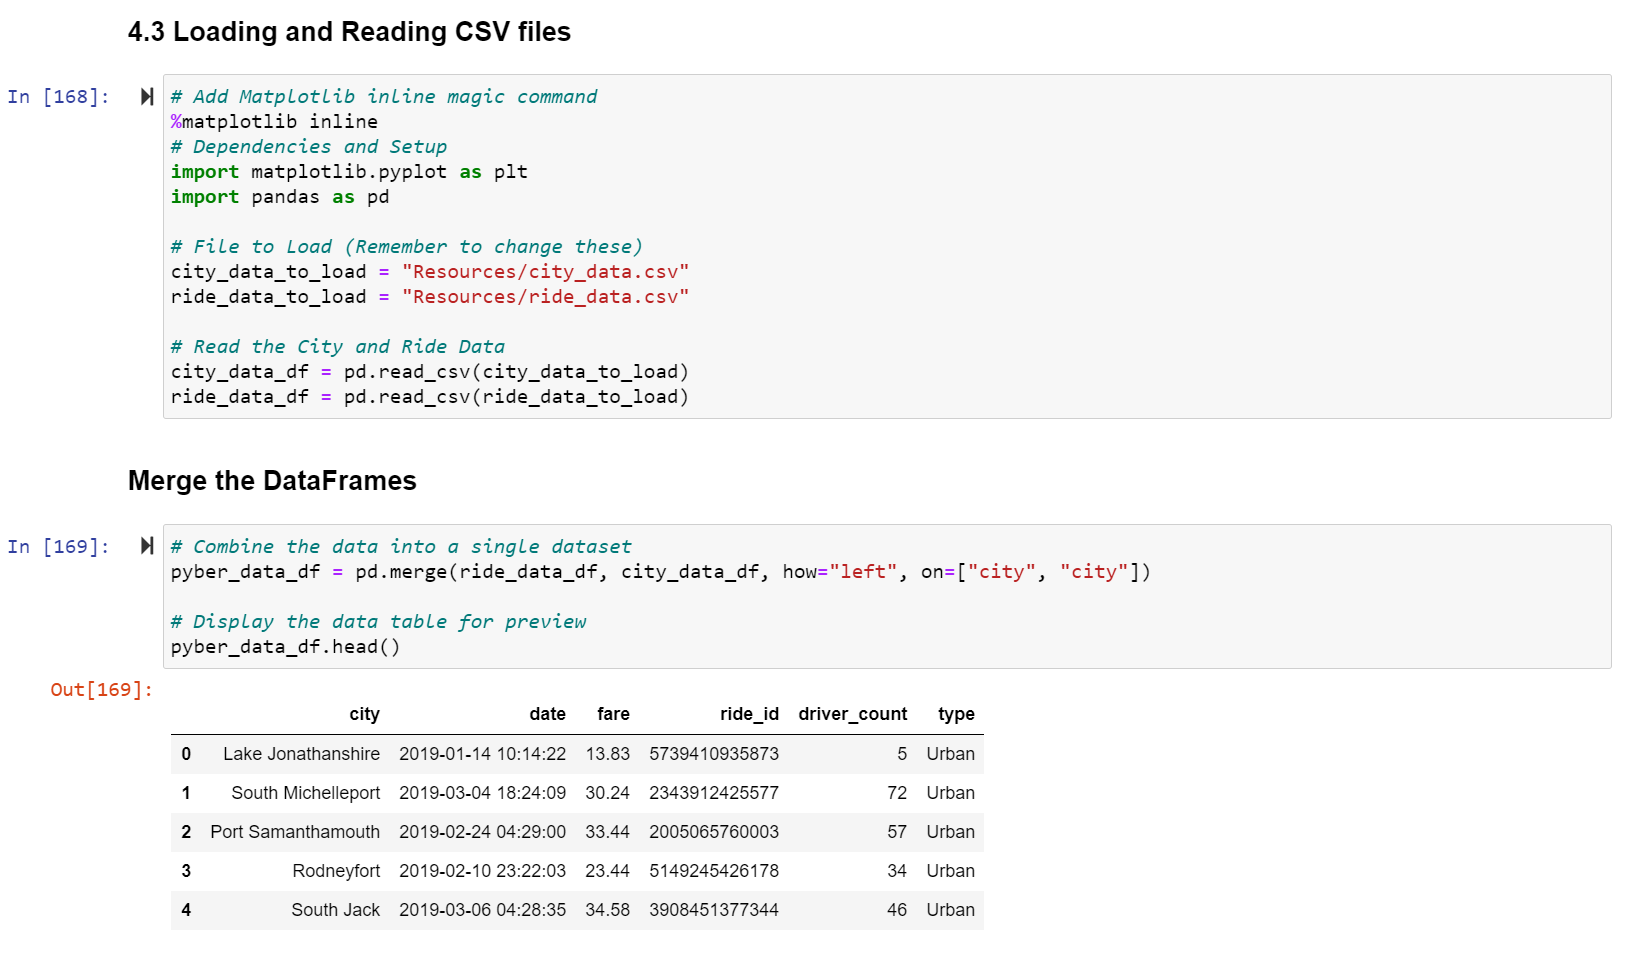 4.3 Loading and Reading CSV files
In [168]:
# Add Matplotlib inline magic command
%matplotlib inline
# Dependencies and Setup
import matplotlib.pyplot as plt
import pandas as pd
# File to Load (Remember to change these)
city_data_to_load = "Resources/city_data.csv"
ride_data_to_load = "Resources/ride_data.csv"
# Read the City and Ride Data
city_data_df = pd.read_csv(city_data_to_load)
ride_data_df = pd.read_csv(ride_data_to_load)
Merge the DataFrames
In [169]:
# Combine the data into a single dataset
pyber_data_df = pd.merge(ride_data_df, city_data_df, how="left", on=["city", "city"])
# Display the data table for preview
pyber_data_df.head()
Out[169]:
city date fare ride_id driver_count type
0 Lake Jonathanshire 2019-01-14 10:14:22 13.83 5739410935873 5 Urban
1 South Michelleport 2019-03-04 18:24:09 30.24 2343912425577 72 Urban
2 Port Samanthamouth 2019-02-24 04:29:00 33.44 2005065760003 57 Urban
3 Rodneyfort 2019-02-10 23:22:03 23.44 5149245426178 34 Urban
4 South Jack 2019-03-06 04:28:35 34.58 3908451377344 46 Urban